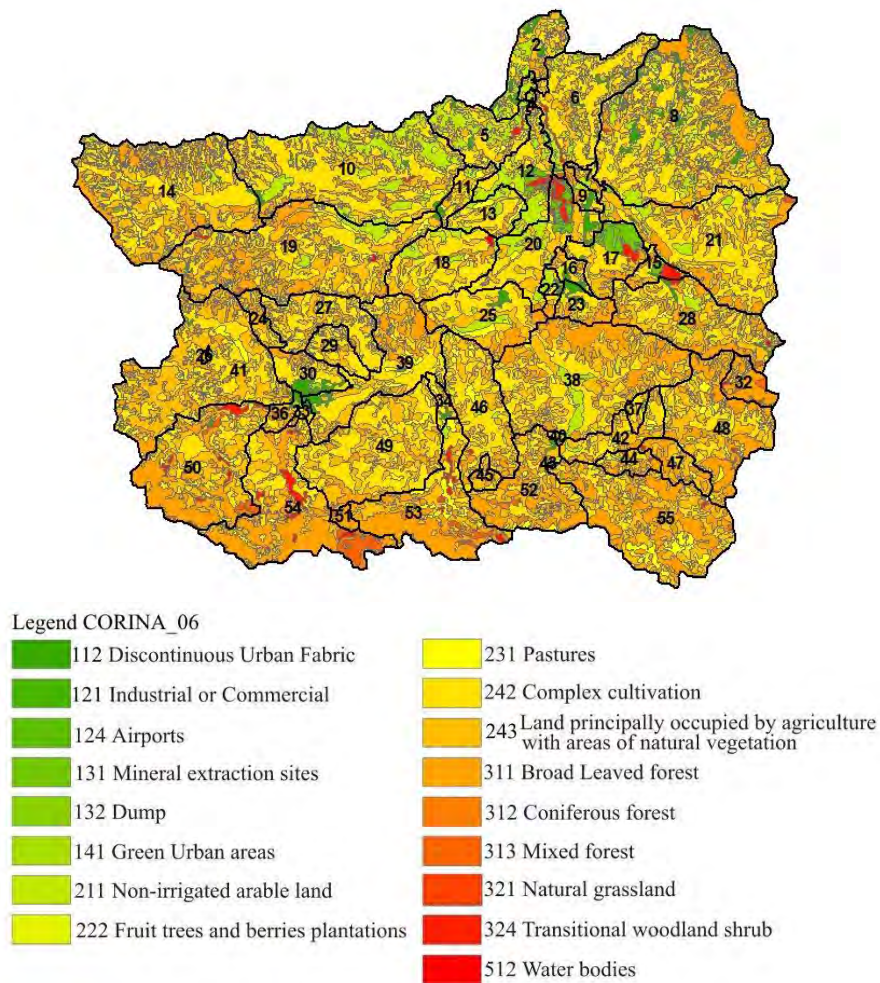 2
6
8
5
10
12
14
11
9
13
19
20
21
18
17
15
16
22
23
25
28
27
24
29
26
41
39
30
38
32
34
46
36
37
48
49
42
50
44
47
45
43
52
54
51
53
55
Legend CORINA_06
112 Discontinuous Urban Fabric
121 Industrial or Commercial
124 Airports
131 Mineral extraction sites
132 Dump
141 Green Urban areas
211 Non-irrigated arable land
222 Fruit trees and berries plantations
231 Pastures
242 Complex cultivation
243 Land principally occupied by agriculture
with areas of natural vegetation
311 Broad Leaved forest
312 Coniferous forest
313 Mixed forest
321 Natural grassland
324 Transitional woodland shrub
512 Water bodies